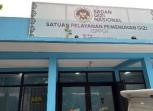 BADAN
GIZI
NASIONAL
SATUAN PELAYANAN PEMENUHAN GIZI